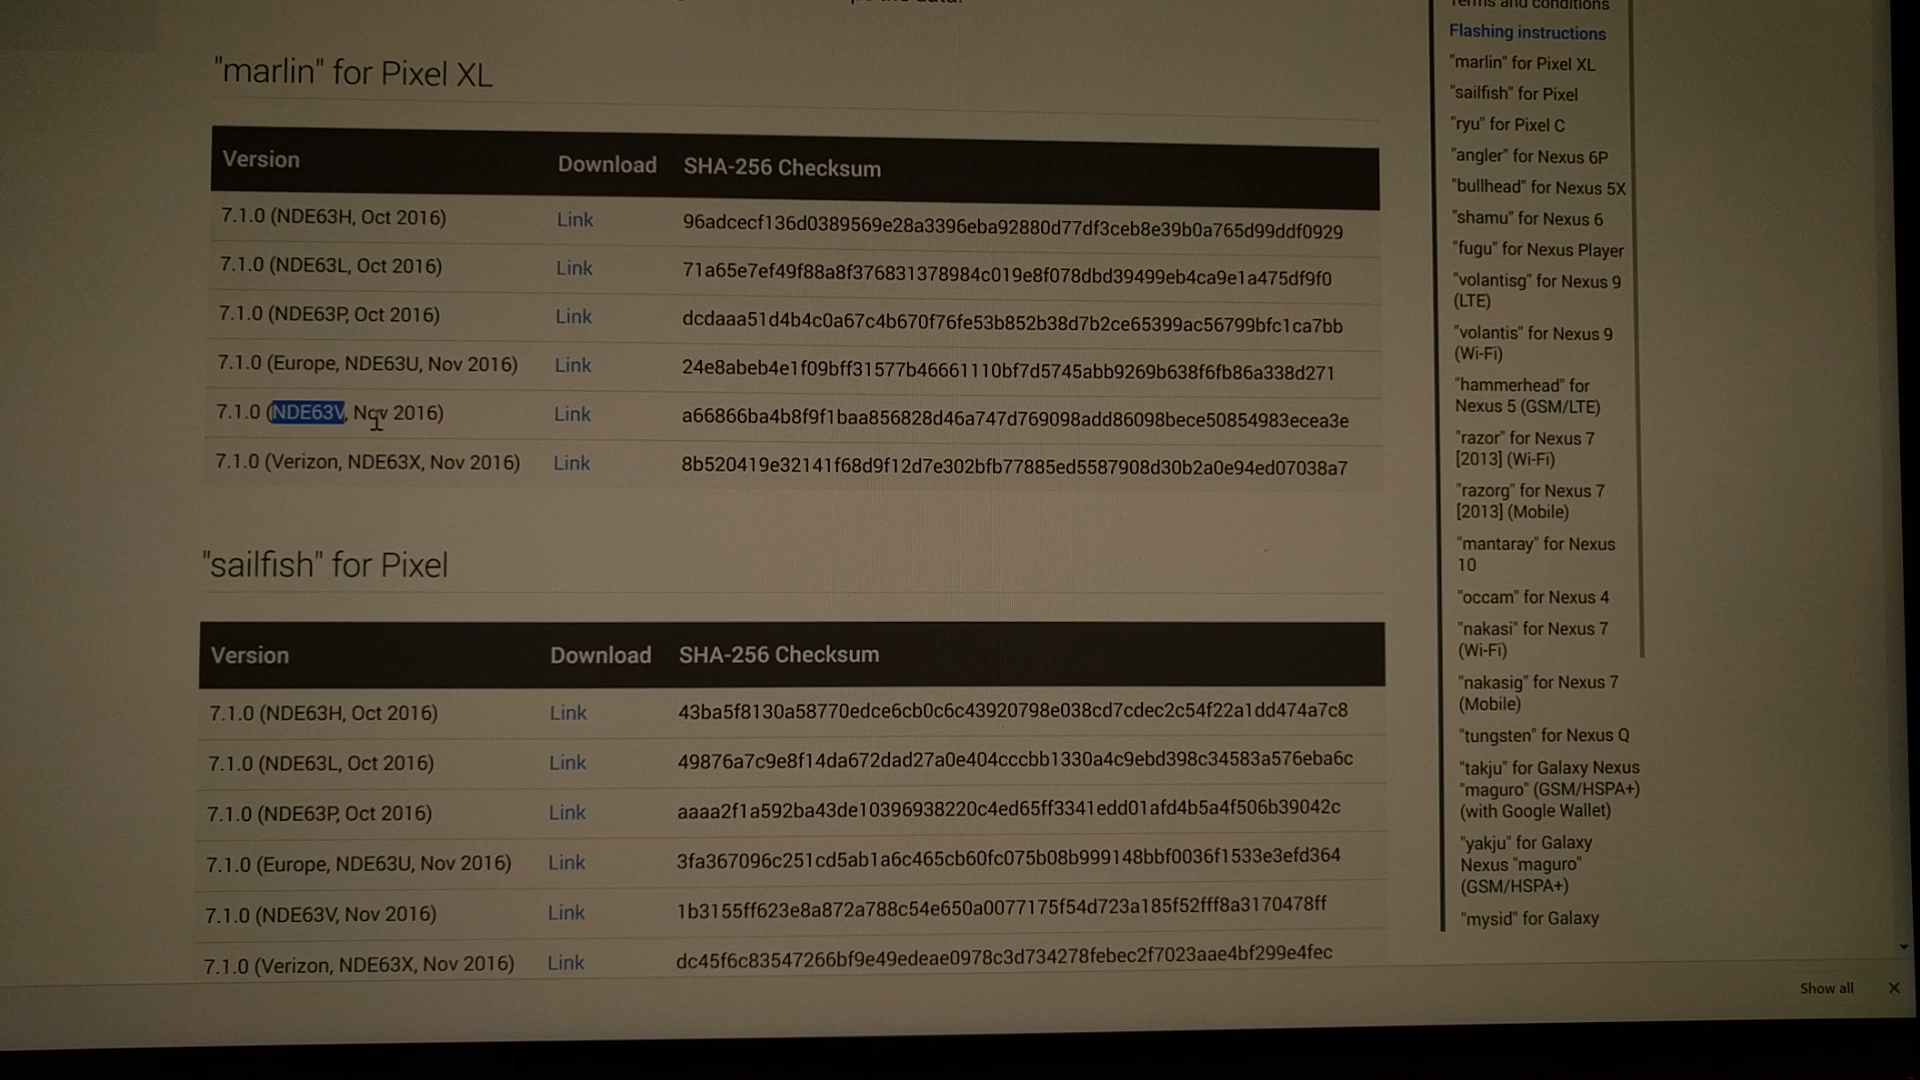 the data.
"marlin" for Pixel XL
Version Download SHA-256 Checksum
7.1.0 (NDE63H, Oct 2016) Link 96adcecf136d0389569e28a3396eba92880d77df3ceb8e39b0a765d99ddf0929
7.1.0 (NDE63L, Oct 2016) Link 71a65e7ef49f88a8f376831378984c019e8f078dbd39499eb4ca9e1a475df9f0
7.1.0 (NDE63P, Oct 2016) Link dcdaaa51d4b4c0a67c4b670f76fe53b852b38d7b2ce65399ac56799bfc1ca7bb
7.1.0 (Europe, NDE63U, Nov 2016) Link 24e8abeb4e1f09bff31577b46661110bf7d5745abb9269b638f6fb86a338d271
7.1.0 (NDE63V, Nov 2016) Link a66866ba4b8f9f1baa856828d46a747d769098add86098bece50854983ecea3e
7.1.0 (Verizon, NDE63X, Nov 2016) Link 8b520419e32141f68d9f12d7e302bfb77885ed5587908d30b2a0e94ed07038a7
"sailfish" for Pixel
Version Download SHA-256 Checksum
7.1.0 (NDE63H, Oct 2016) Link 43ba5f8130a58770edce6cb0c6c43920798e038cd7cdec2c54f22a1dd474a7c8
7.1.0 (NDE63L, Oct 2016) Link 49876a7c9e8f14da672dad27a0e404cccbb1330a4c9ebd398c34583a576eba6c
7.1.0 (NDE63P, Oct 2016) Link aaaa2f1a592ba43de10396938220c4ed65ff3341edd01afd4b5a4f506b39042c
7.1.0 (Europe, NDE63U, Nov 2016) Link 3fa367096c251cd5ab1a6c465cb60fc075b08b999148bbf0036f1533e3efd364
7.1.0 (NDE63V, Nov 2016) Link 1b3155ff623e8a872a788c54e650a0077175f54d723a185f52fff8a3170478ff
7.1.0 (Verizon, NDE63X, Nov 2016) Link dc45f6c83547266bf9e49edeae0978c3d734278febec2f7023aae4bf299e4fec
Terms and conditions
Flashing instructions
"marlin" for Pixel XL
"sailfish" for Pixel
"ryu" for Pixel C
"angler" for Nexus 6P
"bullhead" for Nexus 5X
"shamu" for Nexus 6
"fugu" for Nexus Player
"volantisg" for Nexus 9
(LTE)
"volantis" for Nexus 9
(Wi-Fi)
"hammerhead" for
Nexus 5 (GSM/LTE)
"razor" for Nexus 7
[2013] (Wi-Fi)
"razorg" for Nexus 7
[2013] (Mobile)
"mantaray" for Nexus
10
"occam" for Nexus 4
"nakasi" for Nexus 7
(Wi-Fi)
"nakasig" for Nexus 7
(Mobile)
"tungsten" for Nexus Q
"takju" for Galaxy Nexus
"maguro" (GSM/HSPA+)
(with Google Wallet)
"yakju" for Galaxy
Nexus "maguro"
(GSM/HSPA+)
"mysid" for Galaxy
Show all